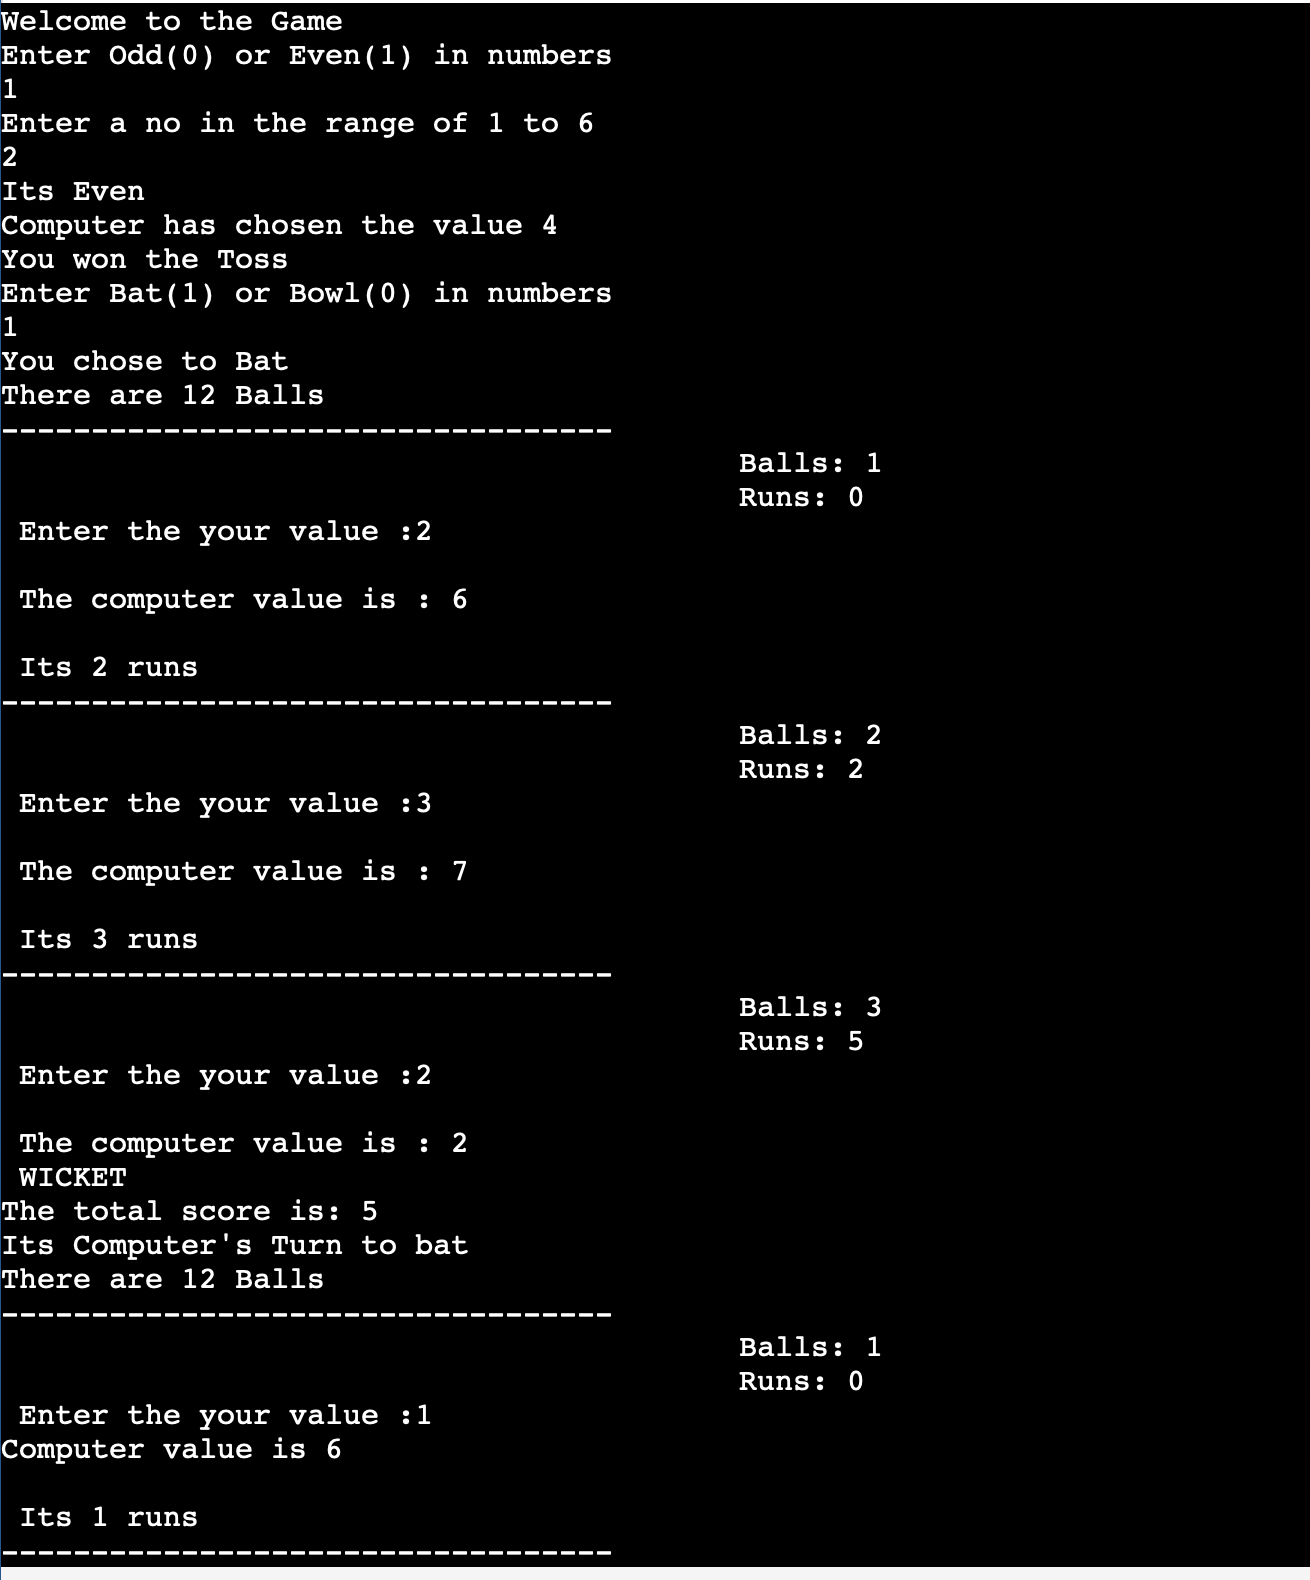 Welcome to the Game
Enter Odd(0) or Even(1) in numbers
1
Enter a no in the range of 1 to 6
2
Its Even
Computer has chosen the value 4
You won the Toss
Enter Bat(1) or Bowl(0) in numbers
1
You chose to Bat
There are 12 Balls
----------------------------------
Balls: 1
Runs: 0
Enter the your value :2
The computer value is : 6
Its 2 runs
----------------------------------
Balls: 2
Runs: 2
Enter the your value :3
The computer value is : 7
Its 3 runs
----------------------------------
Balls: 3
Runs: 5
Enter the your value :2
The computer value is : 2
WICKET
The total score is: 5
Its Computer's Turn to bat
There are 12 Balls
----------------------------------
Balls: 1
Runs: 0
Enter the your value :1
Computer value is 6
Its 1 runs
----------------------------------